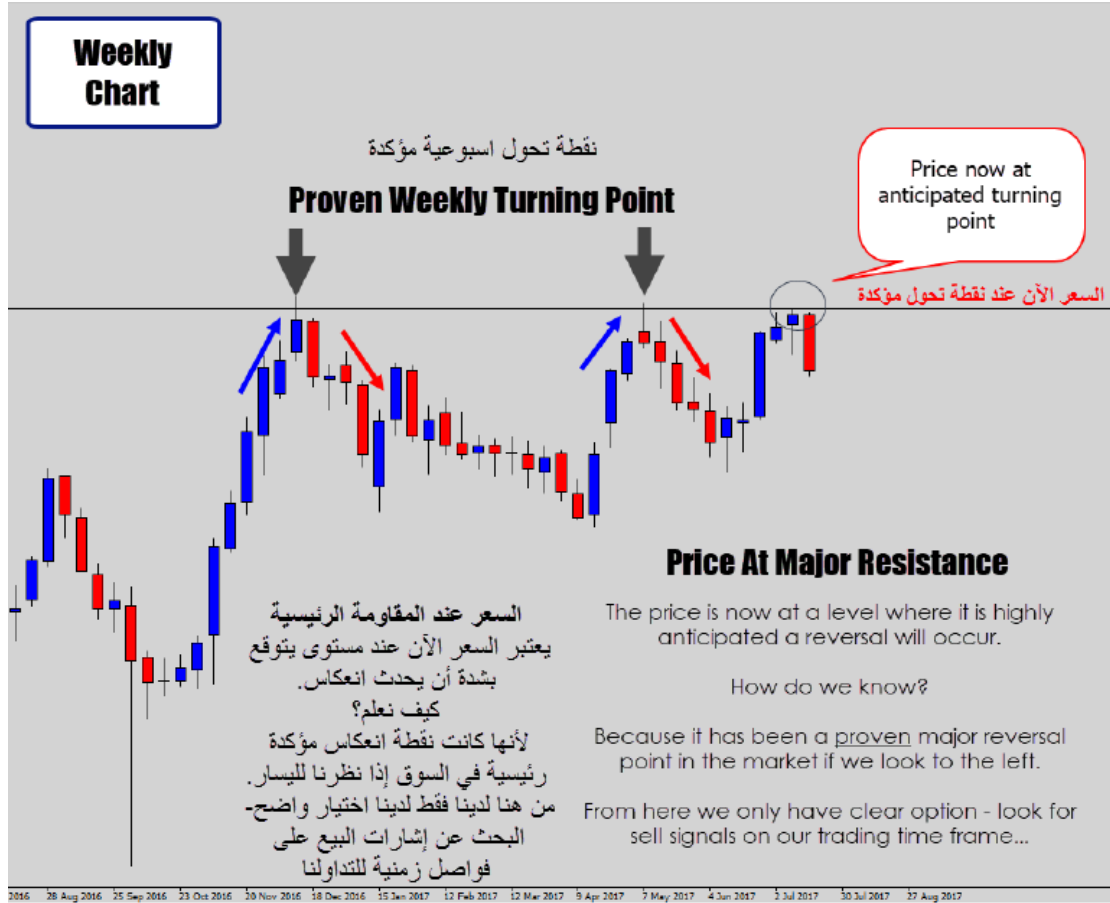 Weekly
Chart
نقطة تحول اسبوعية مؤكدة
Proven Weekly Turning Point
Price now at
anticipated turning
point
السعر الآن عند نقطة تحول مؤكدة
Price At Major Resistance
The price is now at a level where it is highly
anticipated a reversal will occur.
How do we know?
Because it has been a proven major reversal
point in the market if we look to the left.
From here we only have clear option - look for
sell signals on our trading time frame...
السعر عند المقاومة الرئيسية
يعتبر السعر الآن عند مستوى يتوقع
بشدة أن يحدث انعكاس.
كيف نعلم؟
لأنها كانت نقطة انعكاس مؤكدة
رئيسية في السوق إذا نظرنا لليسار.
من هنا لدينا فقط لدينا اختيار واضح-
البحث عن إشارات البيع على
فواصل زمنية للتداولنا
2016 28 Aug 2016 25 Sep 2016 23 Oct 2016 20 Nov 2016 18 Dec 2016 15 Jan 2017 12 Feb 2017 12 Mar 2017 9 Apr 2017 7 May 2017 4 Jun 2017 2 Jul 2017 30 Jul 2017 27 Aug 2017